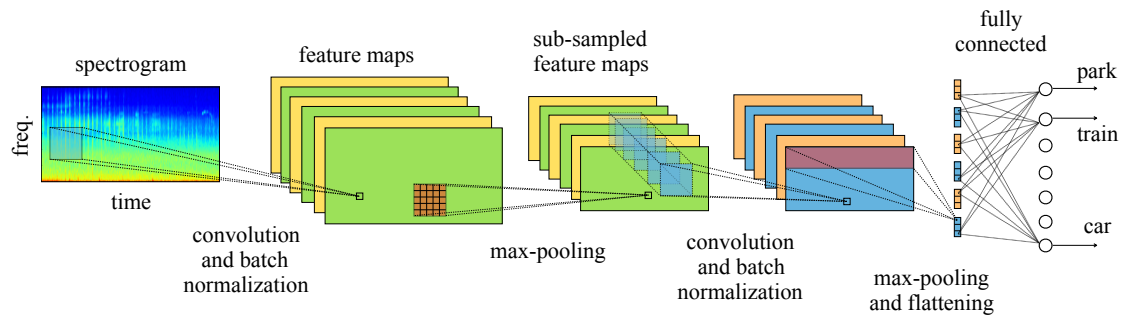 spectrogram
freq.
time
feature maps
convolution
and batch
normalization
max-pooling
sub-sampled
feature maps
convolution
and batch
normalization
max-pooling
and flattening
fully
connected
park
train
car